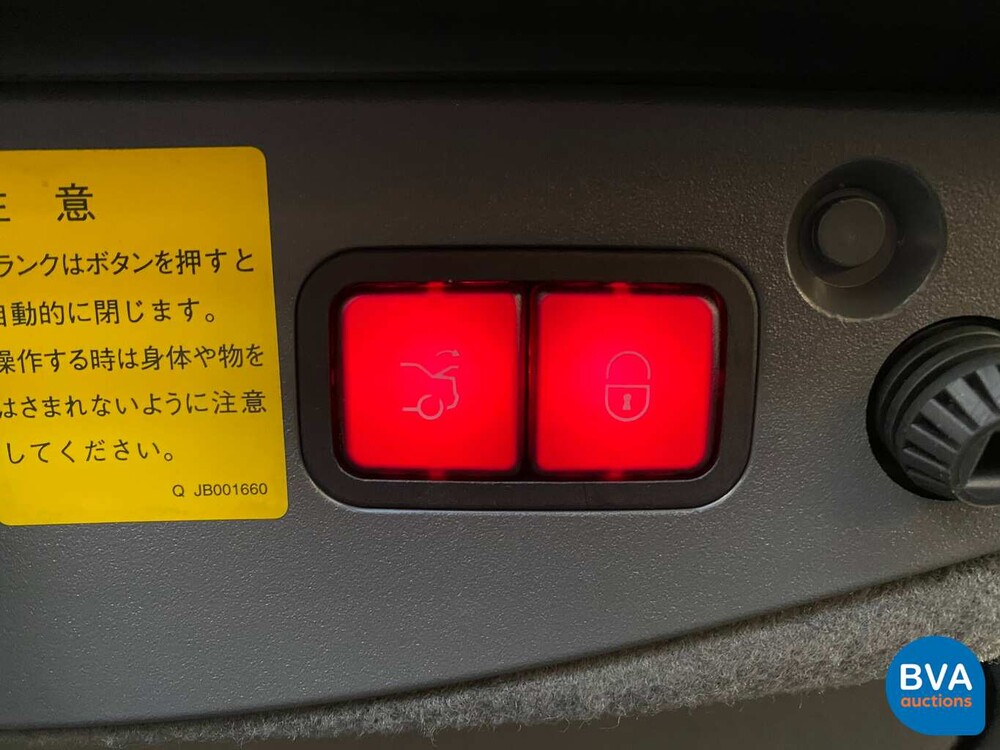 意
ランクはボタンを押すと
自動的に閉じます。
操作する時は身体や物を
はさまれないように注意
してください。
Q JB001660
BVA
auctions